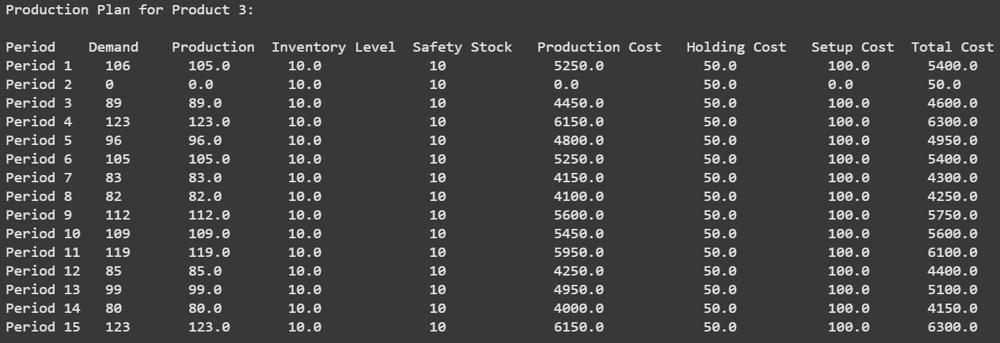 Production Plan for Product 3:
Period    Demand    Production  Inventory Level  Safety Stock   Production Cost   Holding Cost   Setup Cost  Total Cost
Period 1    106       105.0       10.0             10             5250.0            50.0           100.0       5400.0
Period 2    0         0.0         10.0             10             0.0               50.0           0.0         50.0
Period 3    89        89.0        10.0             10             4450.0            50.0           100.0       4600.0
Period 4    123       123.0       10.0             10             6150.0            50.0           100.0       6300.0
Period 5    96        96.0        10.0             10             4800.0            50.0           100.0       4950.0
Period 6    105       105.0       10.0             10             5250.0            50.0           100.0       5400.0
Period 7    83        83.0        10.0             10             4150.0            50.0           100.0       4300.0
Period 8    82        82.0        10.0             10             4100.0            50.0           100.0       4250.0
Period 9    112       112.0       10.0             10             5600.0            50.0           100.0       5750.0
Period 10   109       109.0       10.0             10             5450.0            50.0           100.0       5600.0
Period 11   119       119.0       10.0             10             5950.0            50.0           100.0       6100.0
Period 12   85        85.0        10.0             10             4250.0            50.0           100.0       4400.0
Period 13   99        99.0        10.0             10             4950.0            50.0           100.0       5100.0
Period 14   80        80.0        10.0             10             4000.0            50.0           100.0       4150.0
Period 15   123       123.0       10.0             10             6150.0            50.0           100.0       6300.0